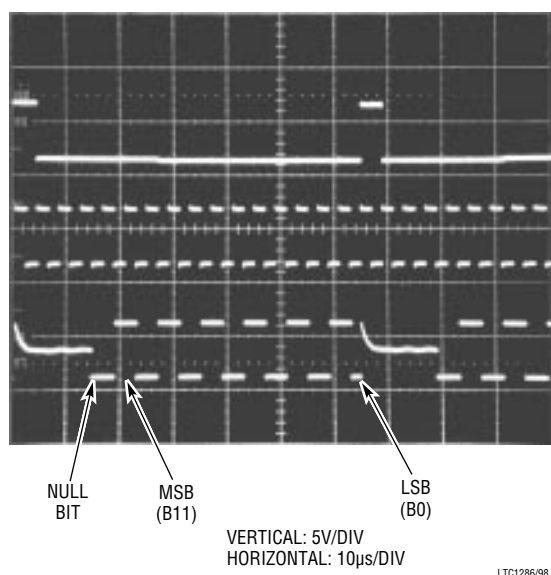 NULL
BIT
MSB
(B11)
LSB
(B0)
VERTICAL: 5V/DIV
HORIZONTAL: 10µs/DIV
LTC1286/98